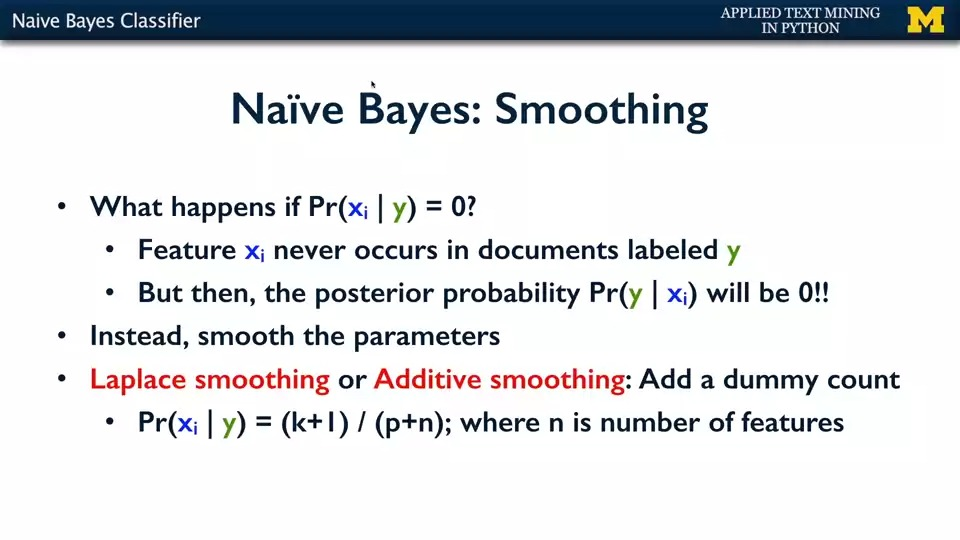 Naive Bayes Classifier
APPLIED TEXT MINING
IN PYTHON
M
Naïve Bayes: Smoothing
• What happens if Pr(xᵢ | y) = 0?
• Feature xᵢ never occurs in documents labeled y
• But then, the posterior probability Pr(y | xᵢ) will be 0!!
• Instead, smooth the parameters
• Laplace smoothing or Additive smoothing: Add a dummy count
• Pr(xᵢ | y) = (k+1) / (p+n); where n is number of features